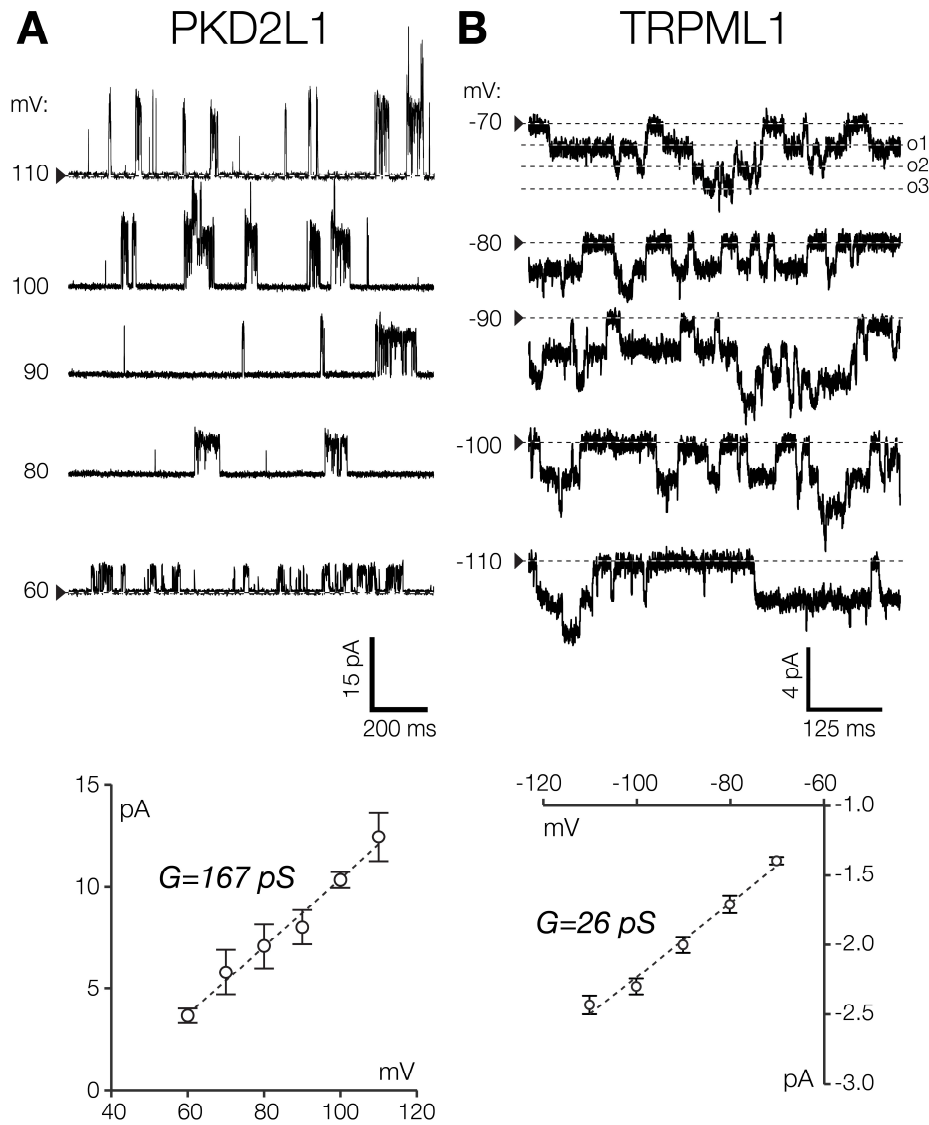 A PKD2L1
mV:
110
100
90
80
60
15 pA
200 ms
15
pA
G=167 pS
10
5
mV
0
40 60 80 100 120
B TRPML1
mV:
-70
o1
o2
o3
-80
-90
-100
-110
4 pA
125 ms
-120 -100 -80 -60
-1.0
mV
-1.5
G=26 pS
-2.0
-2.5
pA
-3.0